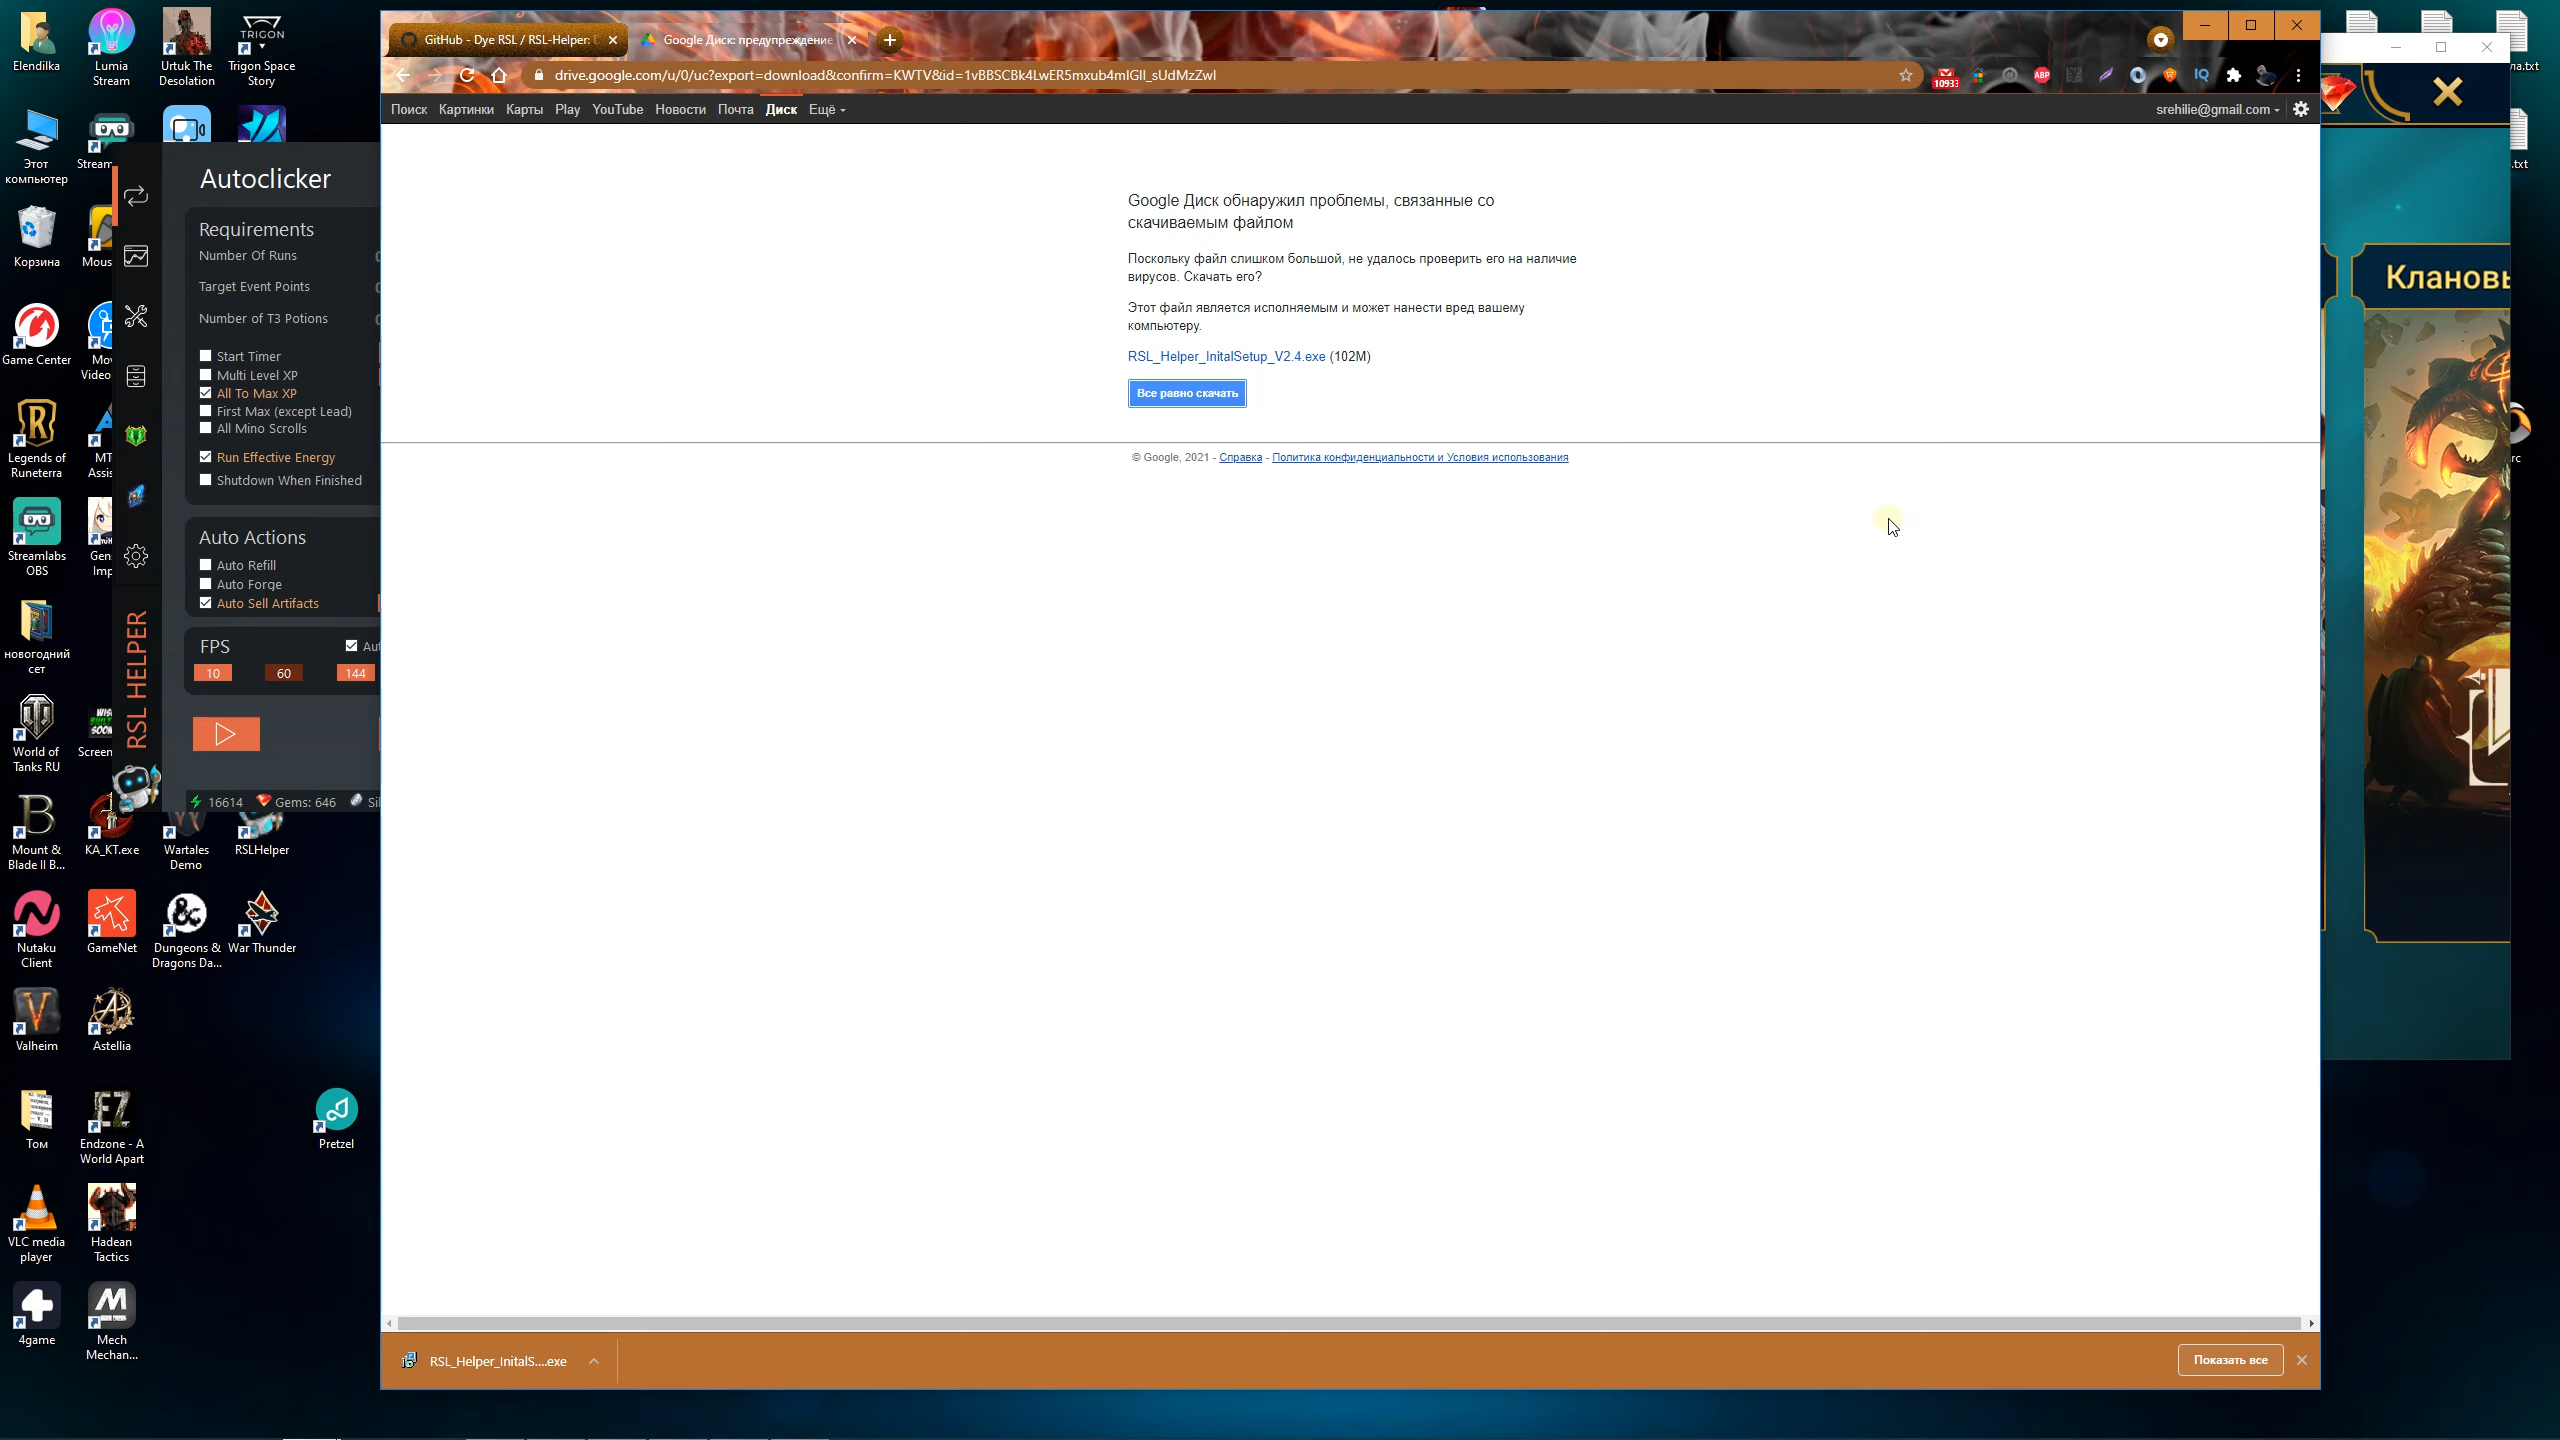 Elendilka
Lumia
Stream
Urtuk The
Desolation
TRIGON
Trigon Space
Story
Этот
компьютер
Корзина
Game Center
Legends of
Runeterra
Streamlabs
OBS
новогодний
сет
World of
Tanks RU
Mount &
Blade II B...
KA_KT.exe
Wartales
Demo
RSLHelper
Nutaku
Client
GameNet
Dungeons &
Dragons Da...
War Thunder
Valheim
Astellia
Том
EZ
Endzone - A
World Apart
Pretzel
VLC media
player
Hadean
Tactics
4game
Mech
Mechan...
RSL HELPER
Autoclicker
Requirements
Number Of Runs
Target Event Points
Number of T3 Potions
Start Timer
Multi Level XP
All To Max XP
First Max (except Lead)
All Mino Scrolls
Run Effective Energy
Shutdown When Finished
Auto Actions
Auto Refill
Auto Forge
Auto Sell Artifacts
FPS
10 60 144
16614 Gems: 646
GitHub - Dye RSL / RSL-Helper:
Google Диск: предупреждение
drive.google.com/u/0/uc?export=download&confirm=KWTV&id=1vBBSCBk4LwER5mxub4mIGll_sUdMzZwl
10933
ABP
IQ
Поиск Картинки Карты Play YouTube Новости Почта Диск Ещё
srehilie@gmail.com
Google Диск обнаружил проблемы, связанные со
скачиваемым файлом
Поскольку файл слишком большой, не удалось проверить его на наличие
вирусов. Скачать его?
Этот файл является исполняемым и может нанести вред вашему
компьютеру.
RSL_Helper_InitalSetup_V2.4.exe (102M)
Все равно скачать
© Google, 2021 - Справка - Политика конфиденциальности и Условия использования
RSL_Helper_InitalS....exe
Показать все
Клановы